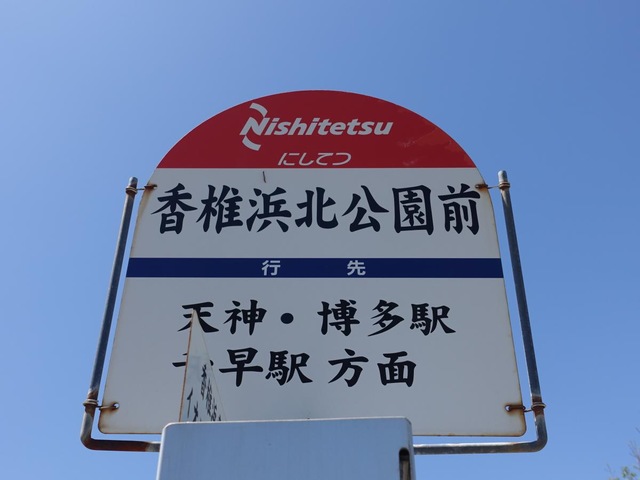 Nishitetsu
にしてつ
香椎浜北公園前
行先
天神・博多駅
早駅 方面